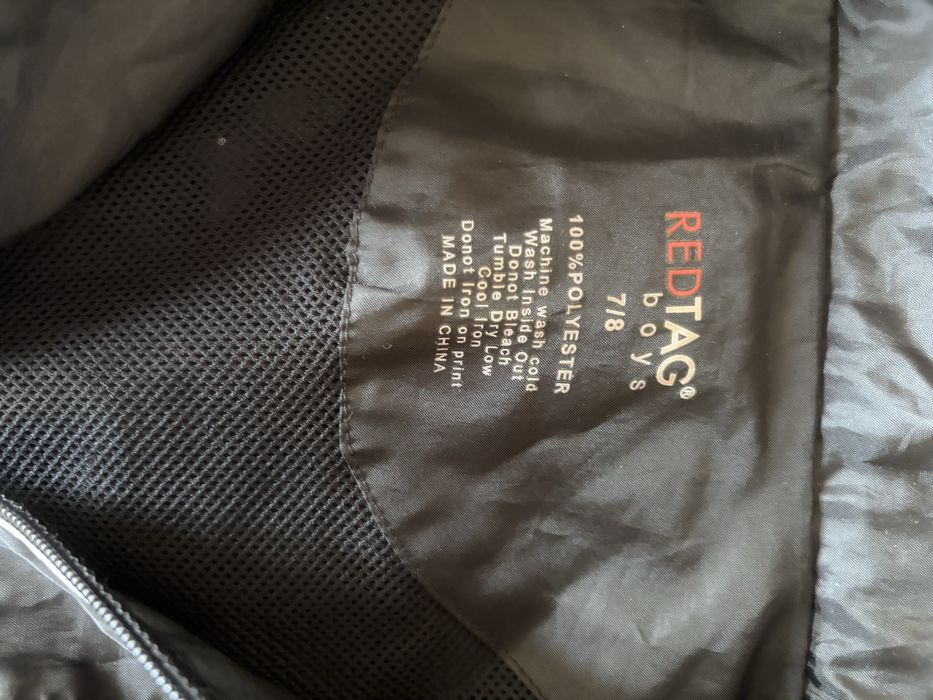 REDTAG®
boys
7/8
100%POLYESTER
Machine wash cold
Wash Inside Out
Donot Bleach
Tumble Dry Low
Cool Iron
Donot Iron on print
MADE IN CHINA